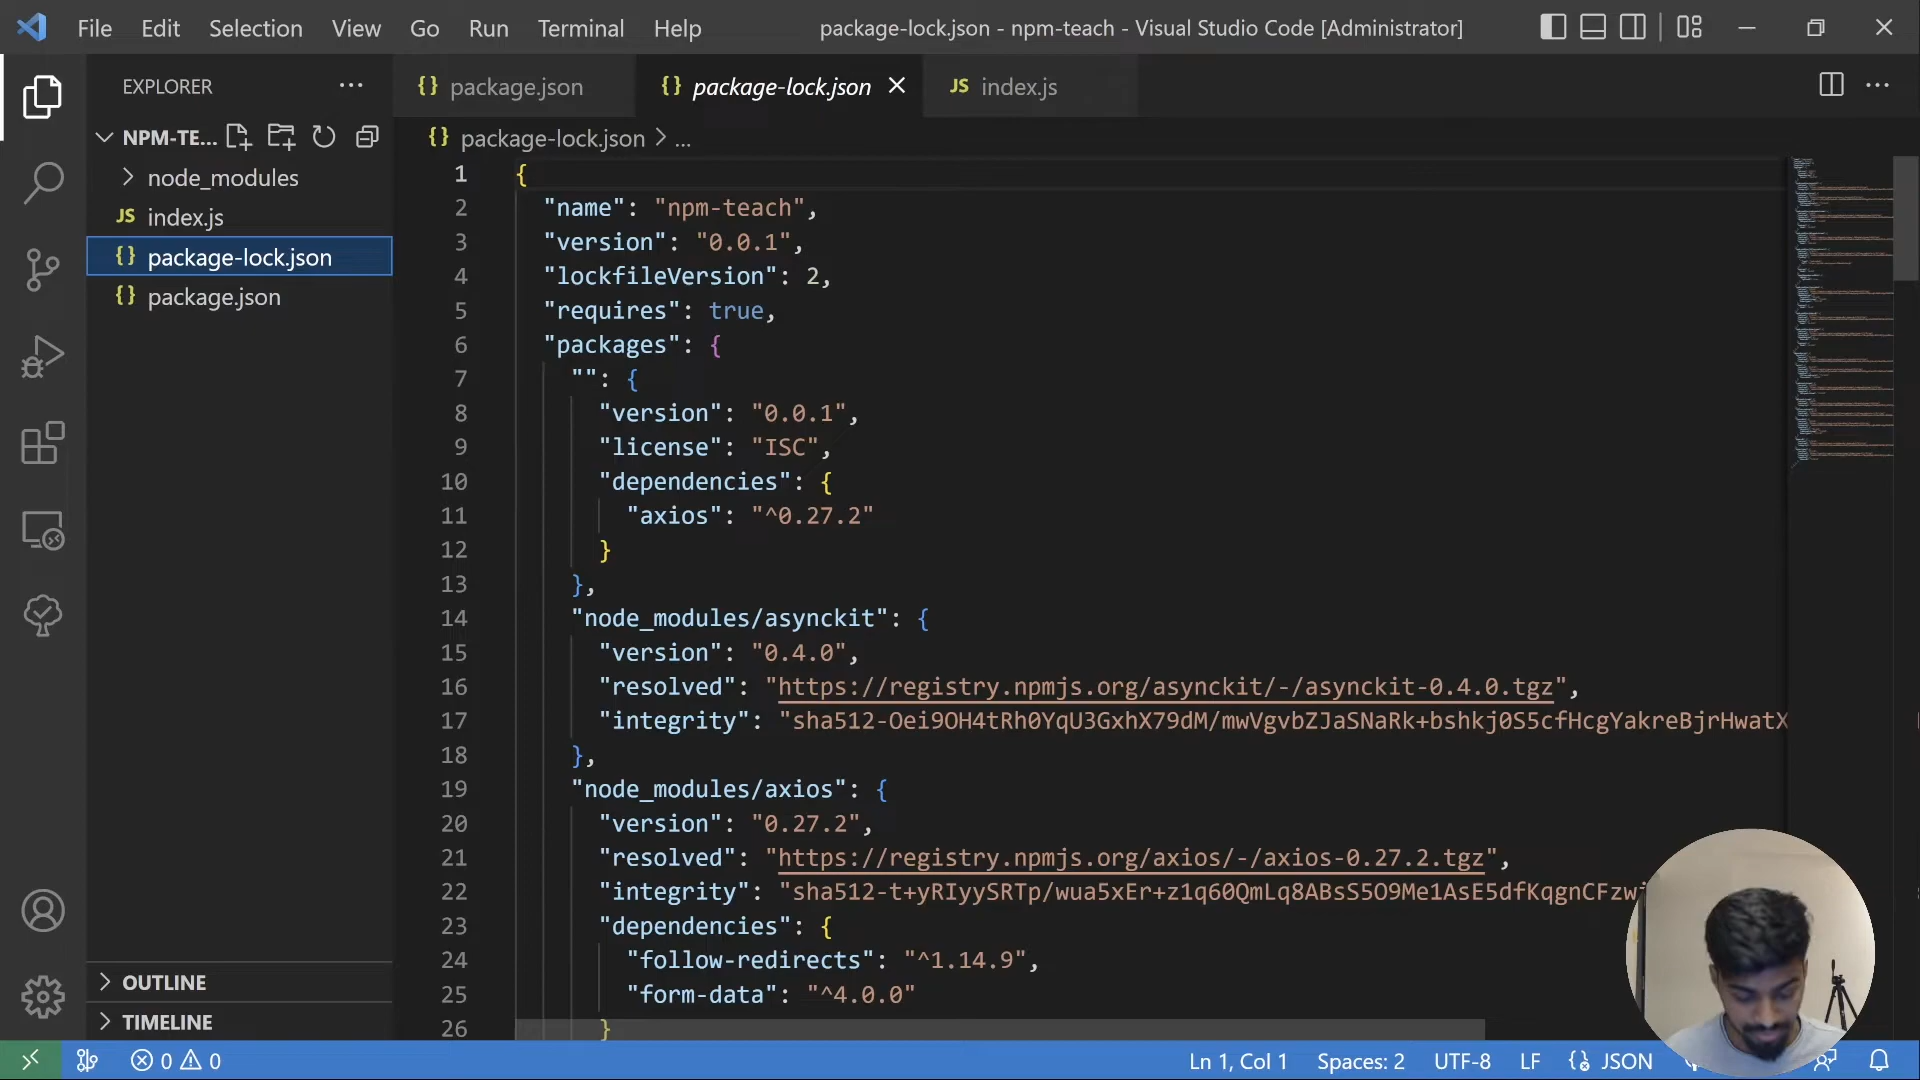 File Edit Selection View Go Run Terminal Help package-lock.json - npm-teach - Visual Studio Code [Administrator]
EXPLORER
NPM-TE...
node_modules
JS index.js
{} package-lock.json
{} package.json
OUTLINE
TIMELINE
{} package.json {} package-lock.json JS index.js
{} package-lock.json > ...
1 {
2 "name": "npm-teach",
3 "version": "0.0.1",
4 "lockfileVersion": 2,
5 "requires": true,
6 "packages": {
7 "": {
8 "version": "0.0.1",
9 "license": "ISC",
10 "dependencies": {
11 "axios": "^0.27.2"
12 }
13 },
14 "node_modules/asynckit": {
15 "version": "0.4.0",
16 "resolved": "https://registry.npmjs.org/asynckit/-/asynckit-0.4.0.tgz",
17 "integrity": "sha512-Oei9OH4tRh0YqU3GxhX79dM/mwVgvbZJaSNaRk+bshkj0S5cfHcgYakreBjrHwatX
18 },
19 "node_modules/axios": {
20 "version": "0.27.2",
21 "resolved": "https://registry.npmjs.org/axios/-/axios-0.27.2.tgz",
22 "integrity": "sha512-t+yRIyySRTp/wua5xEr+z1q60QmLq8ABsS5O9Me1AsE5dfKqgnCFzwi
23 "dependencies": {
24 "follow-redirects": "^1.14.9",
25 "form-data": "^4.0.0"
26 }
0 0 Ln 1, Col 1 Spaces: 2 UTF-8 LF {} JSON